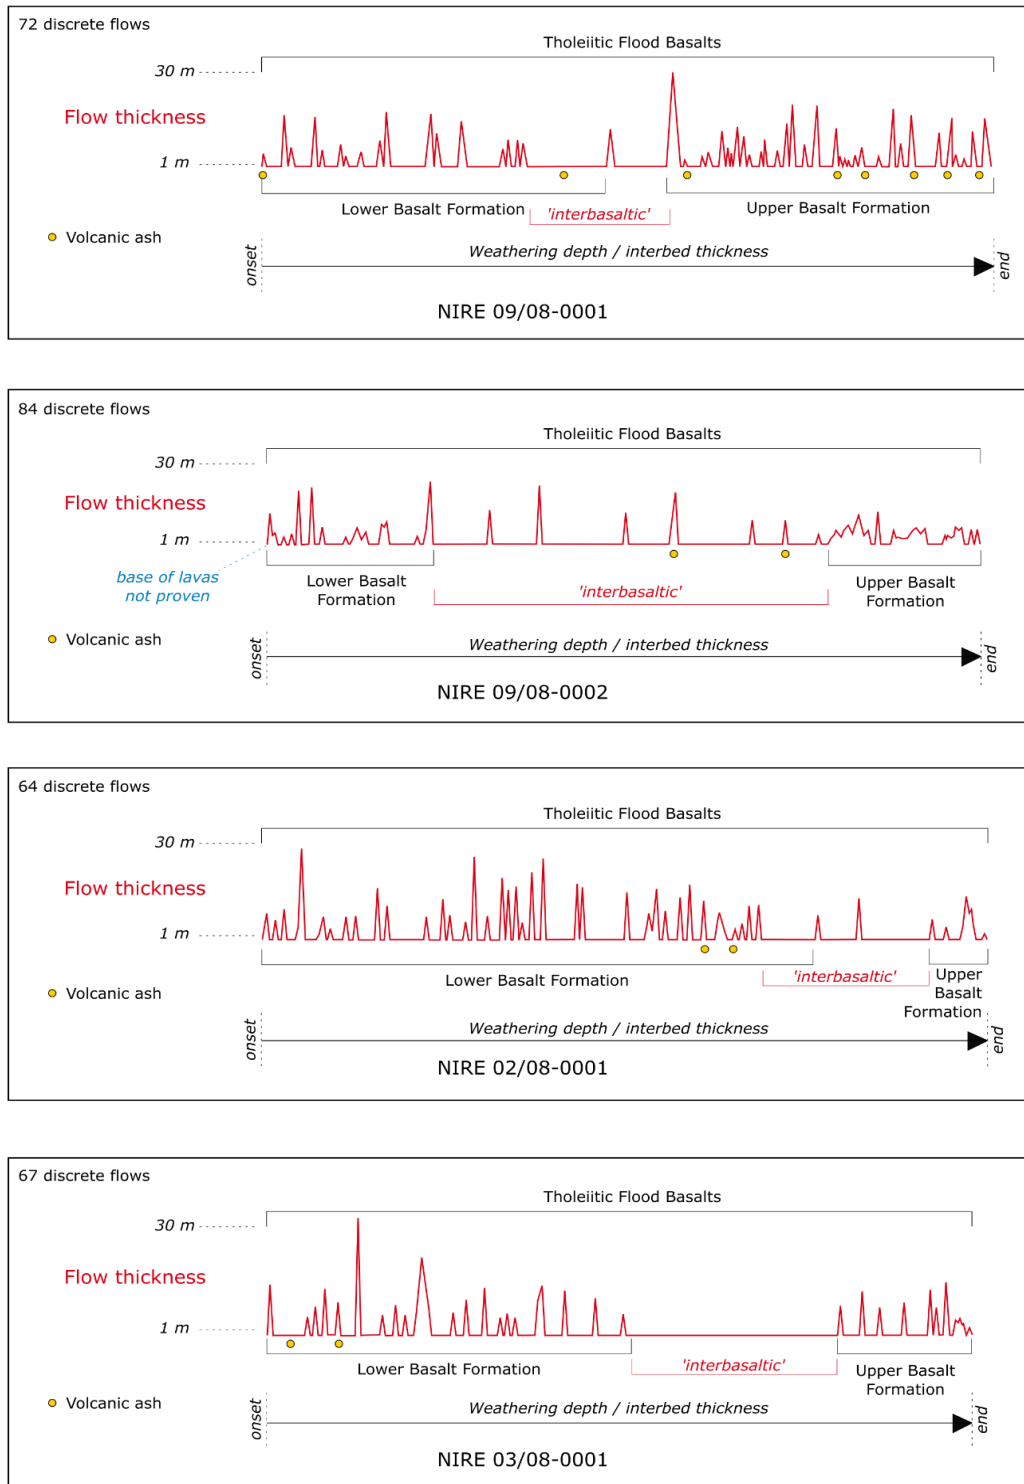 72 discrete flows
Tholeiitic Flood Basalts
30 m
Flow thickness
1 m
Lower Basalt Formation
'interbasaltic'
Upper Basalt Formation
Volcanic ash
onset
Weathering depth / interbed thickness
end
NIRE 09/08-0001
84 discrete flows
Tholeiitic Flood Basalts
30 m
Flow thickness
1 m
base of lavas
not proven
Lower Basalt
Formation
'interbasaltic'
Upper Basalt
Formation
Volcanic ash
onset
Weathering depth / interbed thickness
end
NIRE 09/08-0002
64 discrete flows
Tholeiitic Flood Basalts
30 m
Flow thickness
1 m
Lower Basalt Formation
'interbasaltic'
Upper
Basalt
Formation
Volcanic ash
onset
Weathering depth / interbed thickness
end
NIRE 02/08-0001
67 discrete flows
Tholeiitic Flood Basalts
30 m
Flow thickness
1 m
Lower Basalt Formation
'interbasaltic'
Upper Basalt
Formation
Volcanic ash
onset
Weathering depth / interbed thickness
end
NIRE 03/08-0001